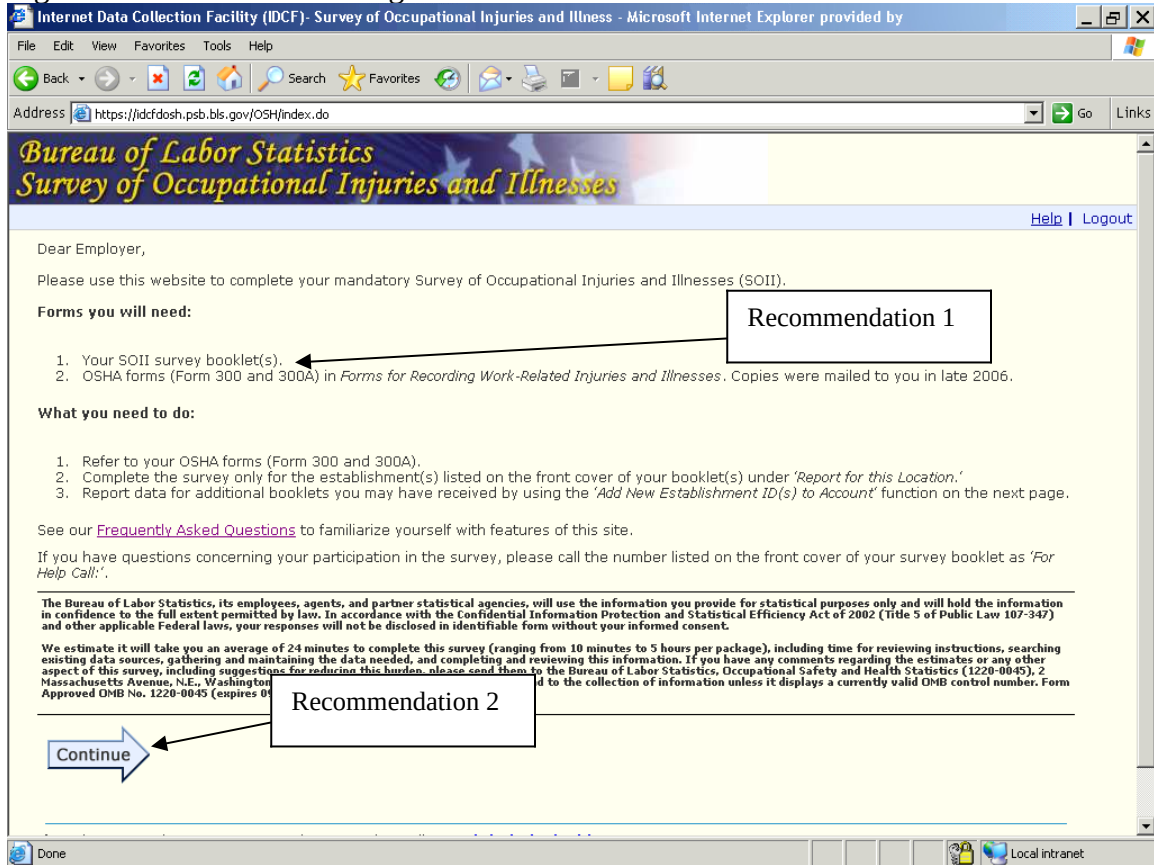 Internet Data Collection Facility (IDCF)- Survey of Occupational Injuries and Illness - Microsoft Internet Explorer provided by
File Edit View Favorites Tools Help
Back Search Favorites
Address https://idcfdosh.psb.bls.gov/OSH/index.do Go Links
Bureau of Labor Statistics
Survey of Occupational Injuries and Illnesses
Help | Logout
Dear Employer,
Please use this website to complete your mandatory Survey of Occupational Injuries and Illnesses (SOII).
Forms you will need:
Recommendation 1
1. Your SOII survey booklet(s).
2. OSHA forms (Form 300 and 300A) in Forms for Recording Work-Related Injuries and Illnesses. Copies were mailed to you in late 2006.
What you need to do:
1. Refer to your OSHA forms (Form 300 and 300A).
2. Complete the survey only for the establishment(s) listed on the front cover of your booklet(s) under ‘Report for this Location.’
3. Report data for additional booklets you may have received by using the ‘Add New Establishment ID(s) to Account’ function on the next page.
See our Frequently Asked Questions to familiarize yourself with features of this site.
If you have questions concerning your participation in the survey, please call the number listed on the front cover of your survey booklet as ‘For
Help Call:’.
The Bureau of Labor Statistics, its employees, agents, and partner statistical agencies, will use the information you provide for statistical purposes only and will hold the information
in confidence to the full extent permitted by law. In accordance with the Confidential Information Protection and Statistical Efficiency Act of 2002 (Title 5 of Public Law 107-347)
and other applicable Federal laws, your responses will not be disclosed in identifiable form without your informed consent.
We estimate it will take you an average of 24 minutes to complete this survey (ranging from 10 minutes to 5 hours per package), including time for reviewing instructions, searching
existing data sources, gathering and maintaining the data needed, and completing and reviewing this information. If you have any comments regarding the estimates or any other
aspect of this survey, including suggestions for reducing this burden, please send them to the Bureau of Labor Statistics, Occupational Safety and Health Statistics (1220-0045), 2
Massachusetts Avenue, N.E., Washington to the collection of information unless it displays a currently valid OMB control number. Form
Approved OMB No. 1220-0045 (expires
Recommendation 2
Continue
Done Local intranet